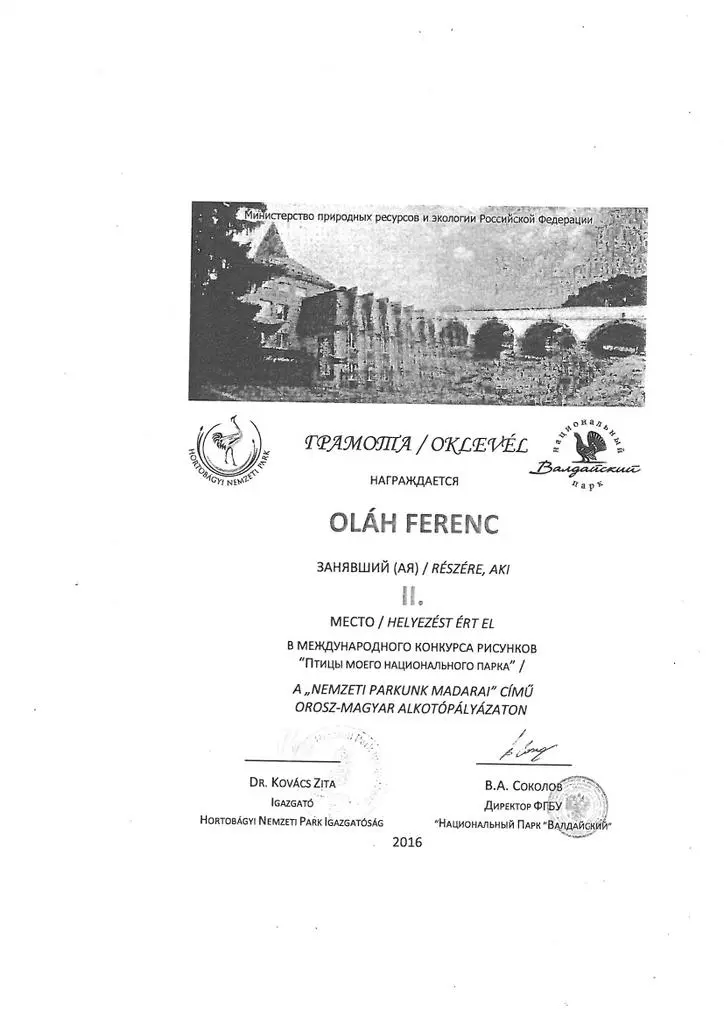 Министерство природных ресурсов и экологии Российской Федерации
HORTOBÁGYI NEMZETI PARK
ГРАМОТА / OKLEVÉL
национальный
Валдайский
парк
НАГРАЖДАЕТСЯ
OLÁH FERENC
ЗАНЯВШИЙ (АЯ) / RÉSZÉRE, AKI
II.
МЕСТО / HELYEZÉST ÉRT EL
В МЕЖДУНАРОДНОГО КОНКУРСА РИСУНКОВ
"ПТИЦЫ МОЕГО НАЦИОНАЛЬНОГО ПАРКА" /
A „NEMZETI PARKUNK MADARAI" CÍMŰ
OROSZ-MAGYAR ALKOTÓPÁLYÁZATON
DR. KOVÁCS ZITA
IGAZGATÓ
HORTOBÁGYI NEMZETI PARK IGAZGATÓSÁG
В.А. СОКОЛОВ
ДИРЕКТОР ФГБУ
"НАЦИОНАЛЬНЫЙ ПАРК "ВАЛДАЙСКИЙ"
2016